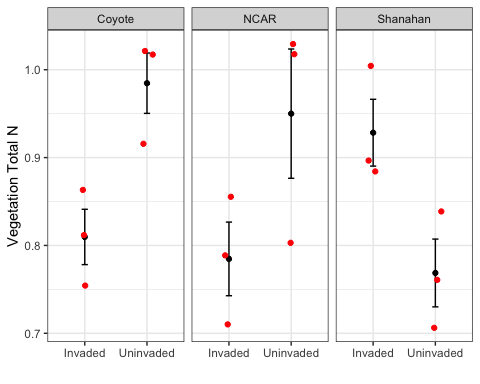 Coyote NCAR Shanahan
Vegetation Total N
1.0
0.9
0.8
0.7
Invaded Uninvaded Invaded Uninvaded Invaded Uninvaded